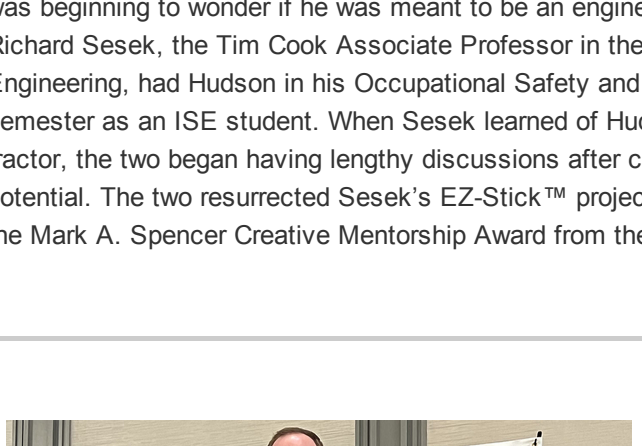 was beginning to wonder if he was meant to be an engine
Richard Sesek, the Tim Cook Associate Professor in the
Engineering, had Hudson in his Occupational Safety and
semester as an ISE student. When Sesek learned of Hud
ractor, the two began having lengthy discussions after c
otential. The two resurrected Sesek’s EZ-Stick™ projec
he Mark A. Spencer Creative Mentorship Award from the